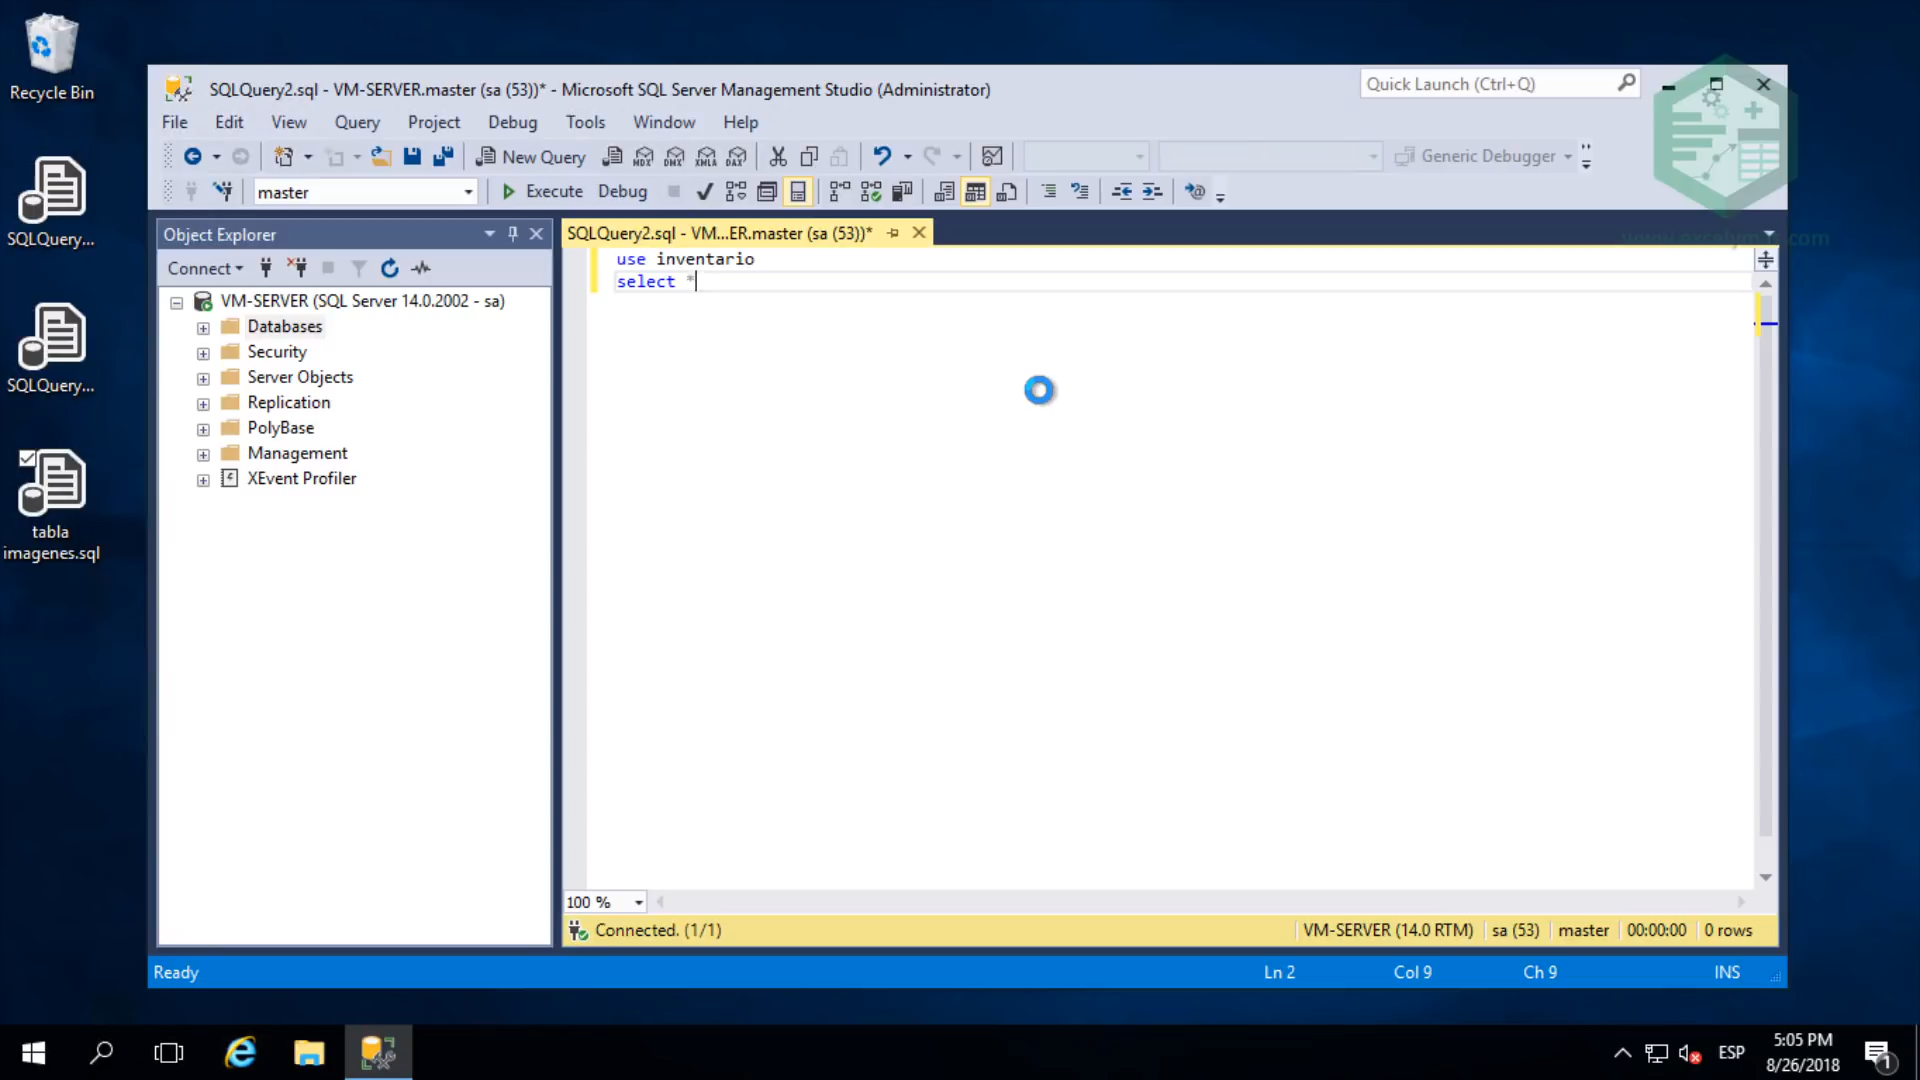 Recycle Bin
SQLQuery...
SQLQuery...
tabla
imagenes.sql
SQLQuery2.sql - VM-SERVER.master (sa (53))* - Microsoft SQL Server Management Studio (Administrator)
Quick Launch (Ctrl+Q)
File Edit View Query Project Debug Tools Window Help
New Query MDX DMX XMLA DAX Generic Debugger
master Execute Debug
Object Explorer
SQLQuery2.sql - VM...ER.master (sa (53))*
Connect
VM-SERVER (SQL Server 14.0.2002 - sa)
Databases
Security
Server Objects
Replication
PolyBase
Management
XEvent Profiler
use inventario
select *
100 %
Connected. (1/1) VM-SERVER (14.0 RTM) sa (53) master 00:00:00 0 rows
Ready Ln 2 Col 9 Ch 9 INS
ESP
5:05 PM
8/26/2018
1